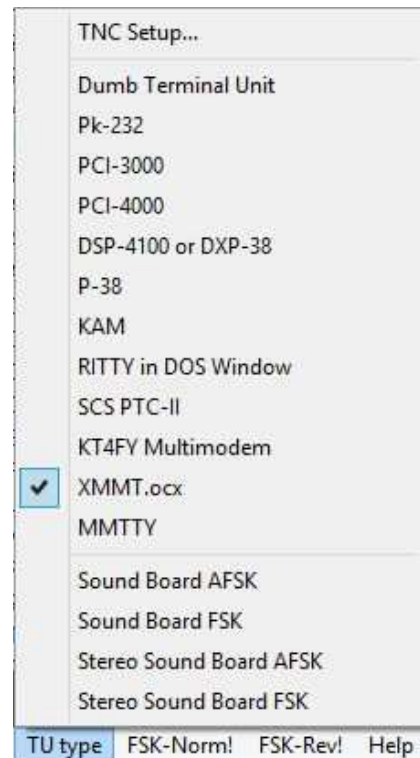 TNC Setup...
Dumb Terminal Unit
Pk-232
PCI-3000
PCI-4000
DSP-4100 or DXP-38
P-38
KAM
RITTY in DOS Window
SCS PTC-II
KT4FY Multimodem
XMMT.ocx
MMTTY
Sound Board AFSK
Sound Board FSK
Stereo Sound Board AFSK
Stereo Sound Board FSK
TU type FSK-Norm! FSK-Rev! Help